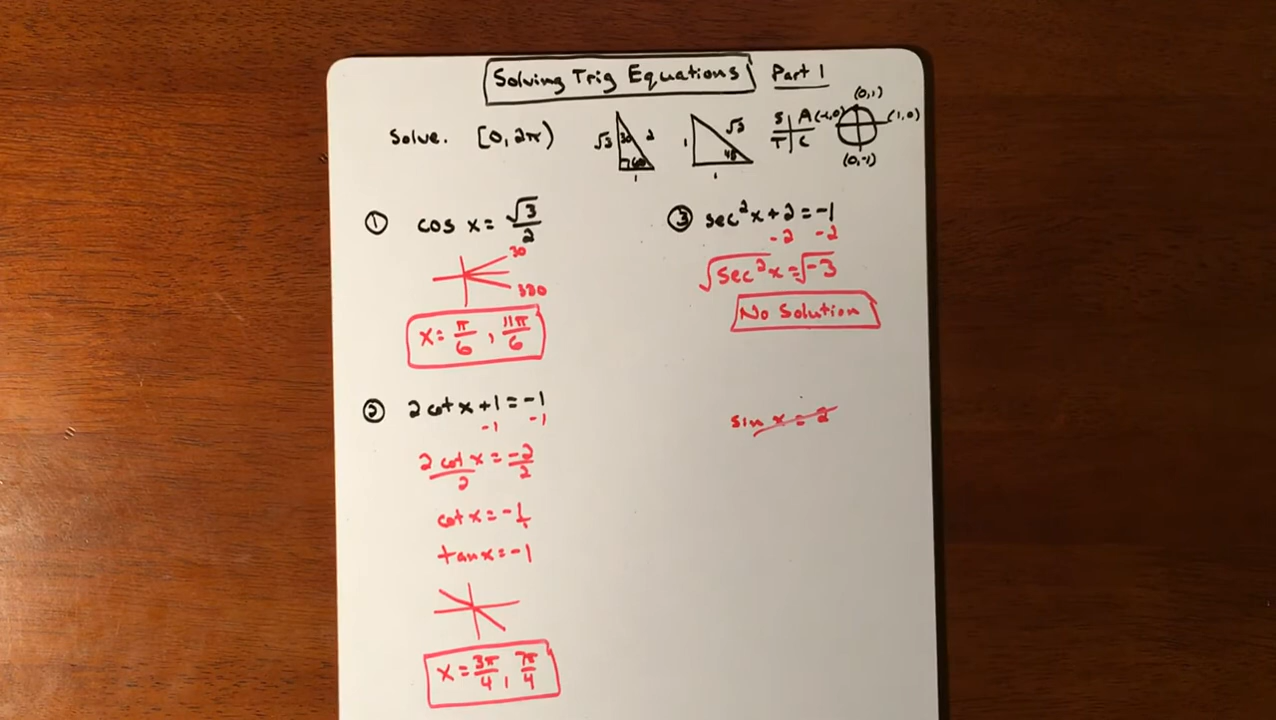 Solving Trig Equations Part 1
Solve. [0, 2π)
√3 30 2 60 1
1 √2 45 1
S A
T C
(0,1)
(-1,0) (1,0)
(0,-1)
① cos x = √3/2
30
330
x = π/6, 11π/6
② 2 cot x + 1 = -1
-1 -1
2 cot x/2 = -2/2
cot x = -1/1
tan x = -1
x = 3π/4, 7π/4
③ sec²x + 2 = -1
-2 -2
√sec²x = √-3
No Solution
sin x = 2